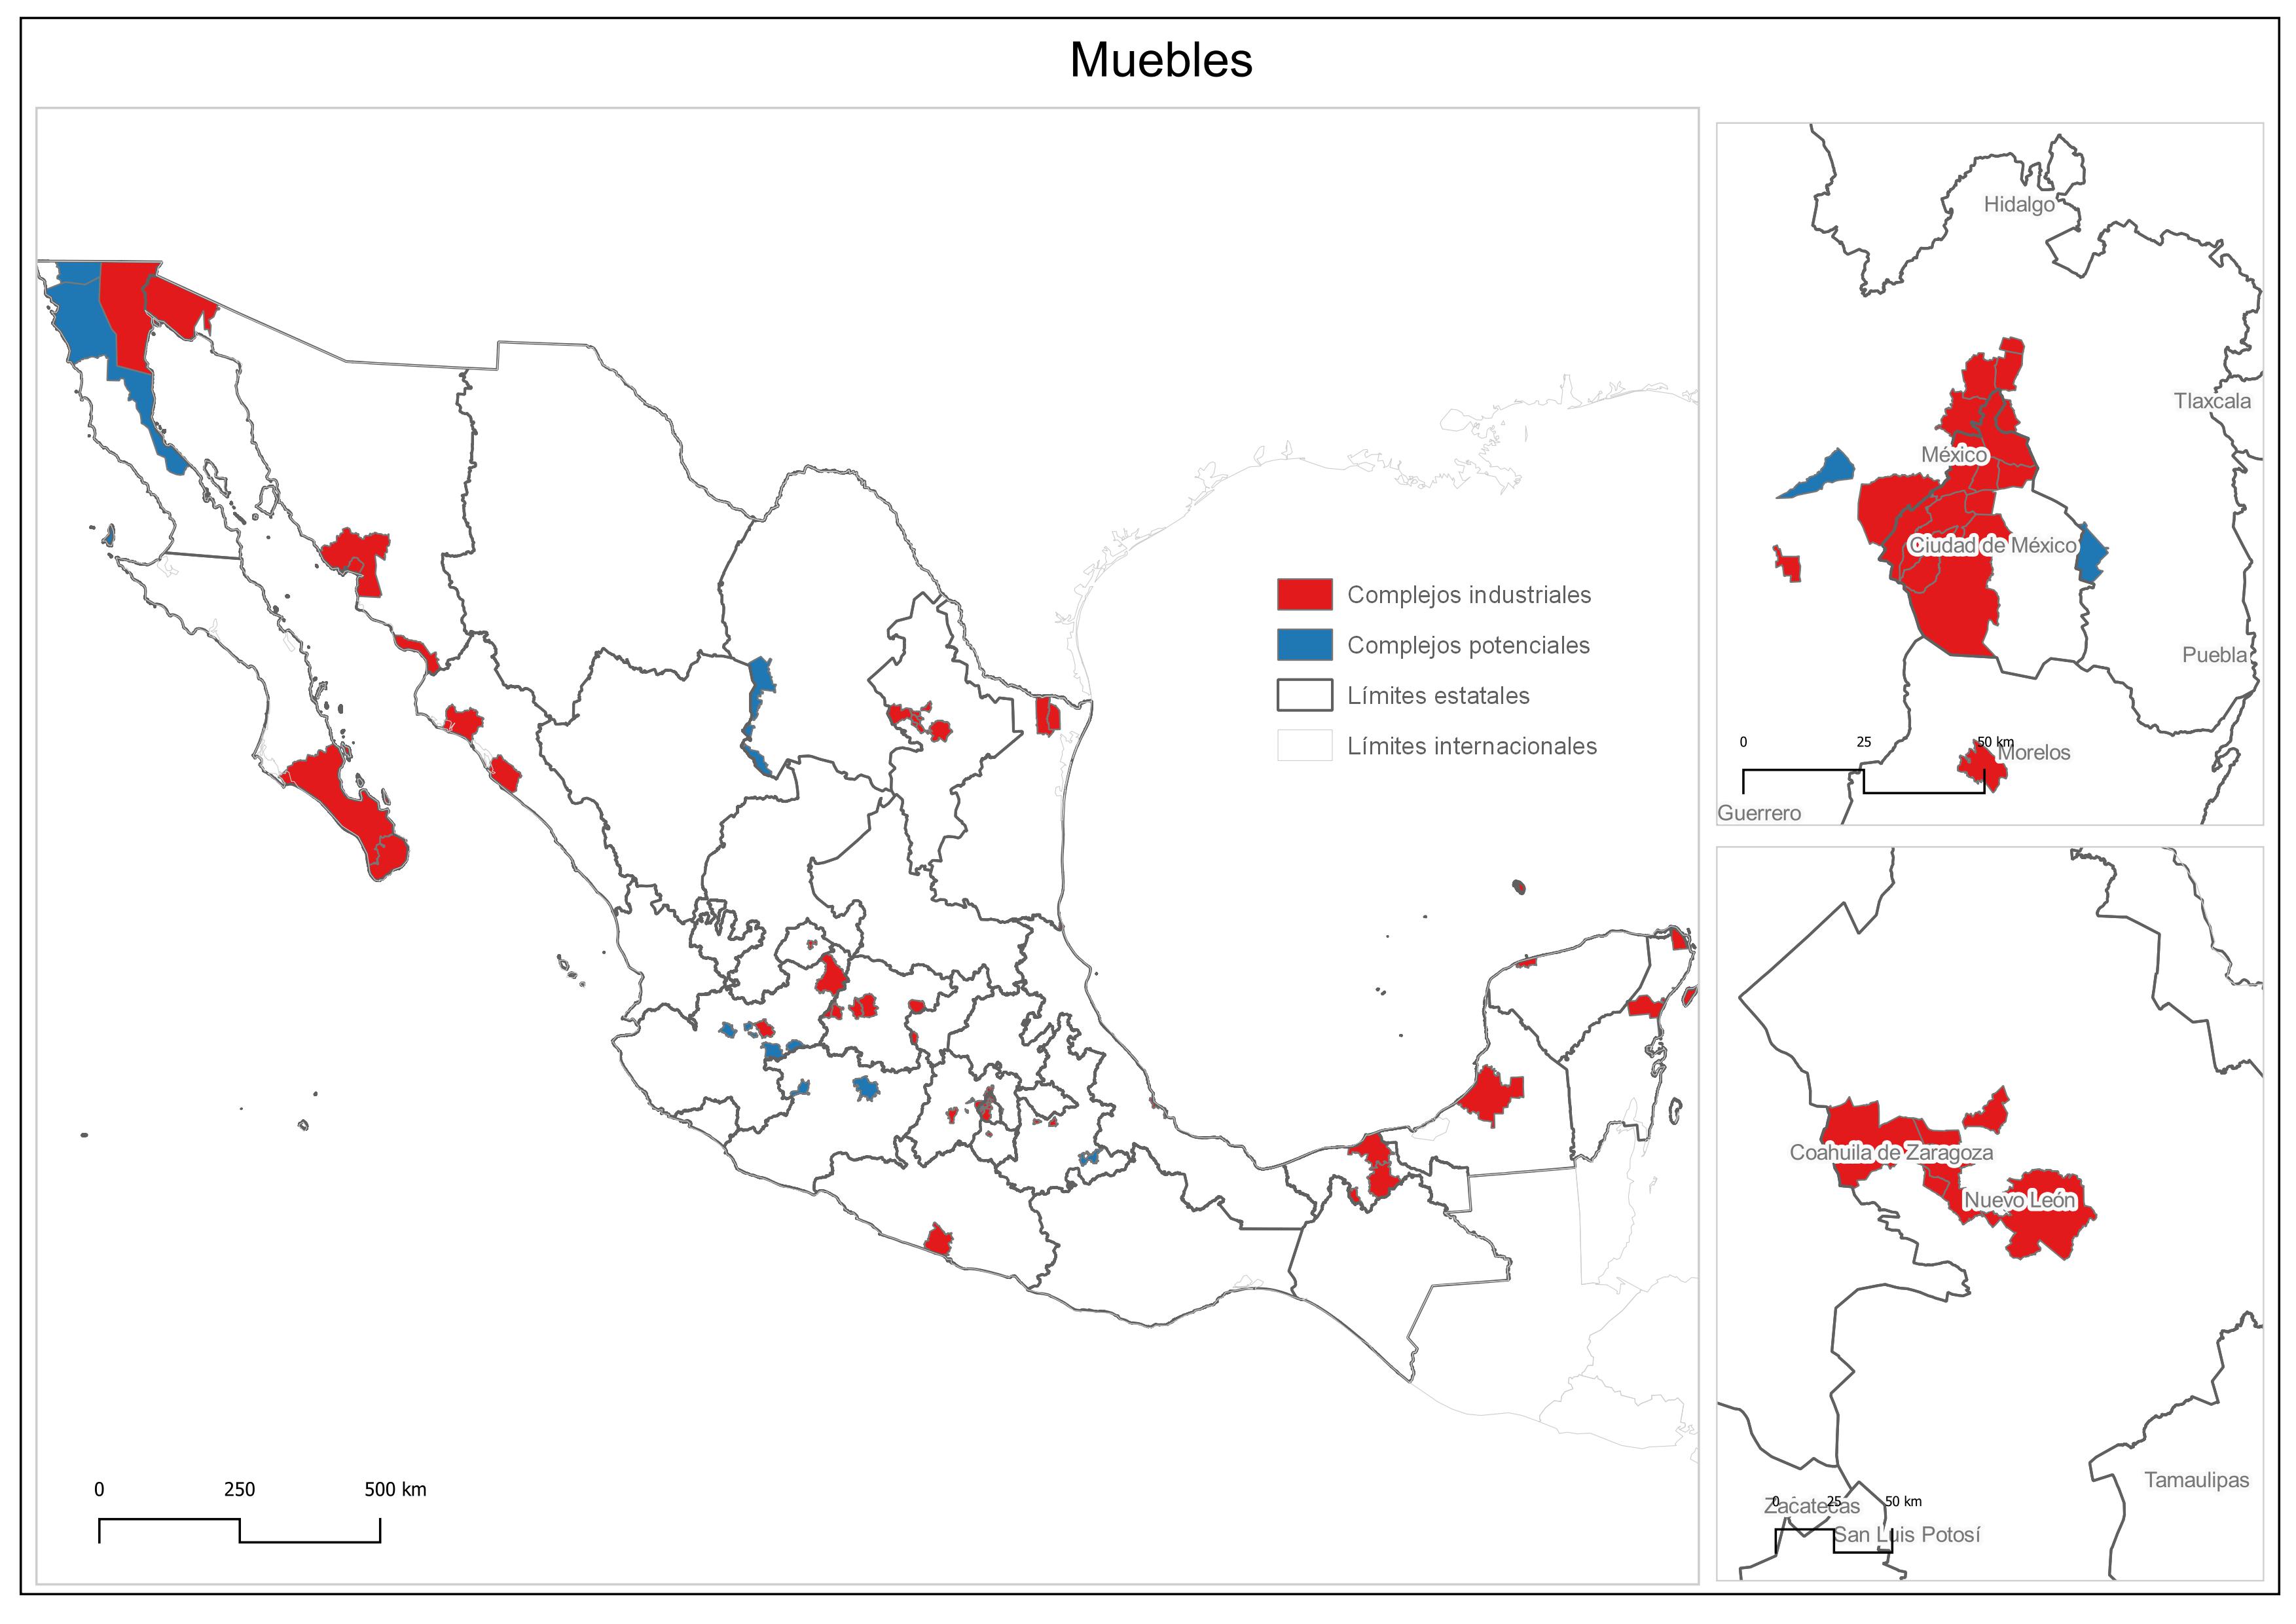 Muebles
Complejos industriales
Complejos potenciales
Límites estatales
Límites internacionales
0 250 500 km
Hidalgo
Tlaxcala
México
Ciudad de México
Puebla
0 25 50 km
Morelos
Guerrero
Coahuila de Zaragoza
Nuevo León
Tamaulipas
Zacatecas
0 25 50 km
San Luis Potosí